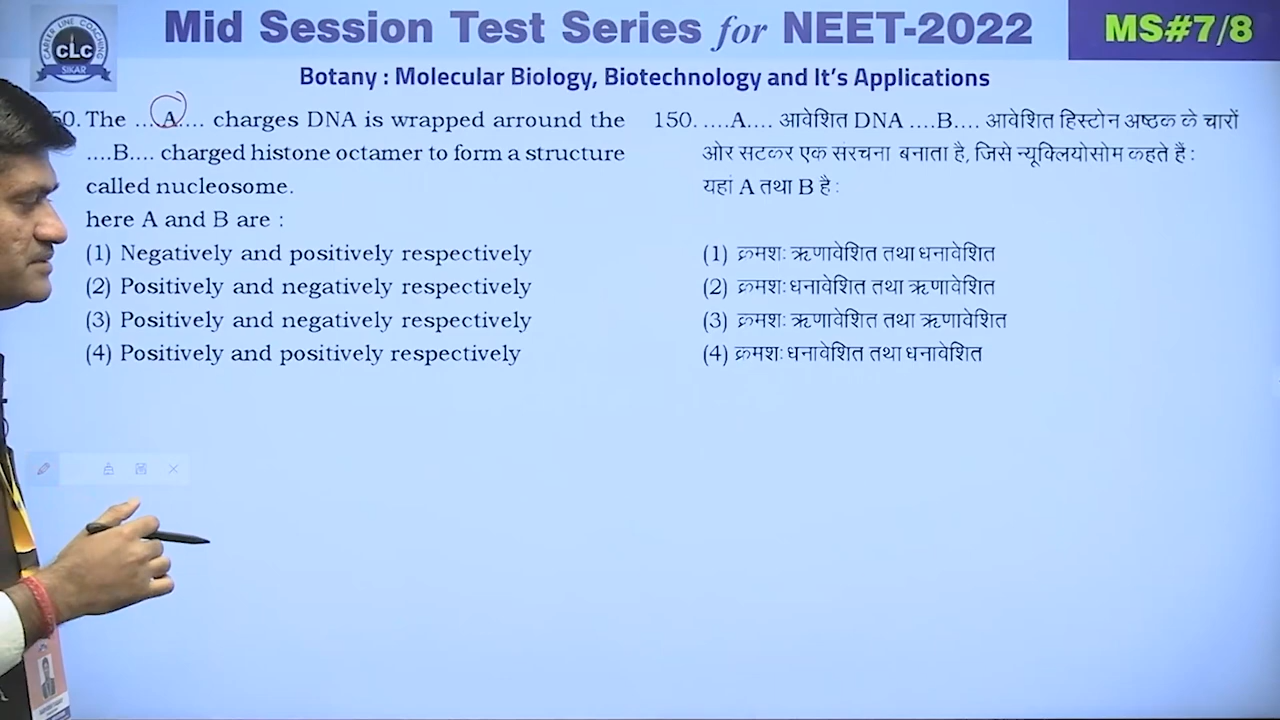 Mid Session Test Series for NEET-2022
MS#7/8
CAREER LINE COACHING
CLC
SIKAR
Botany : Molecular Biology, Biotechnology and It's Applications
50. The ....A.... charges DNA is wrapped arround the
....B.... charged histone octamer to form a structure
called nucleosome.
here A and B are :
(1) Negatively and positively respectively
(2) Positively and negatively respectively
(3) Positively and negatively respectively
(4) Positively and positively respectively
150. ....A.... आवेशित DNA ....B.... आवेशित हिस्टोन अष्ठक के चारों
ओर सटकर एक संरचना बनाता है, जिसे न्यूक्लियोसोम कहते हैं :
यहां A तथा B है :
(1) क्रमशः ऋणावेशित तथा धनावेशित
(2) क्रमशः धनावेशित तथा ऋणावेशित
(3) क्रमशः ऋणावेशित तथा ऋणावेशित
(4) क्रमशः धनावेशित तथा धनावेशित